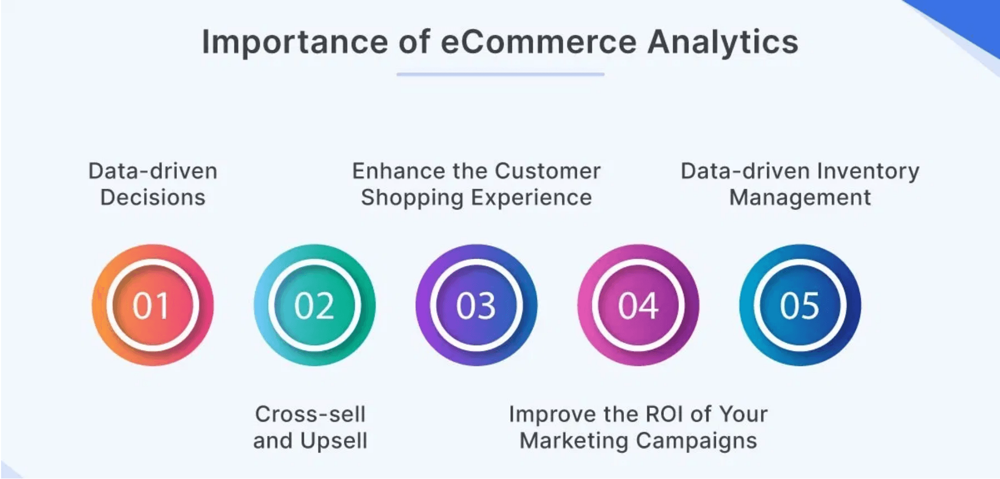 Importance of eCommerce Analytics
Data-driven
Decisions
Enhance the Customer
Shopping Experience
Data-driven Inventory
Management
01
02
03
04
05
Cross-sell
and Upsell
Improve the ROI of Your
Marketing Campaigns